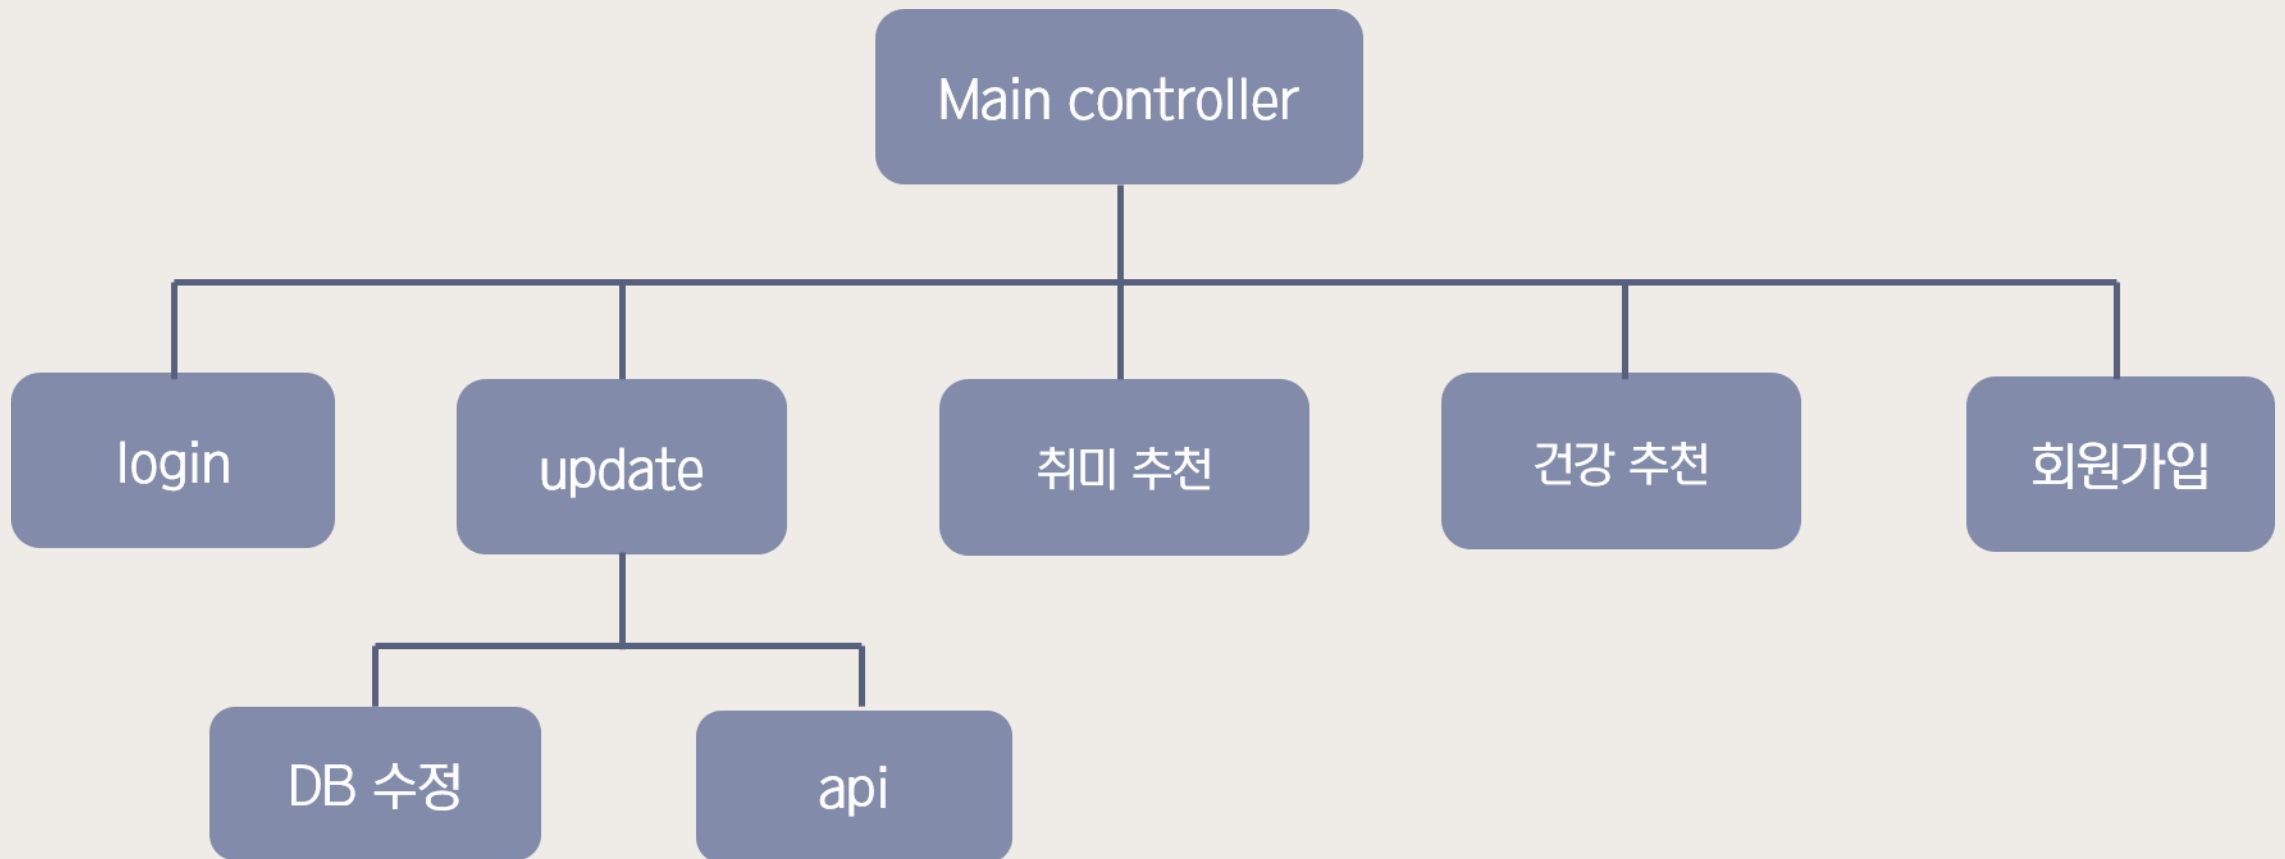 Main controller
login
update
취미 추천
건강 추천
회원가입
DB 수정
api